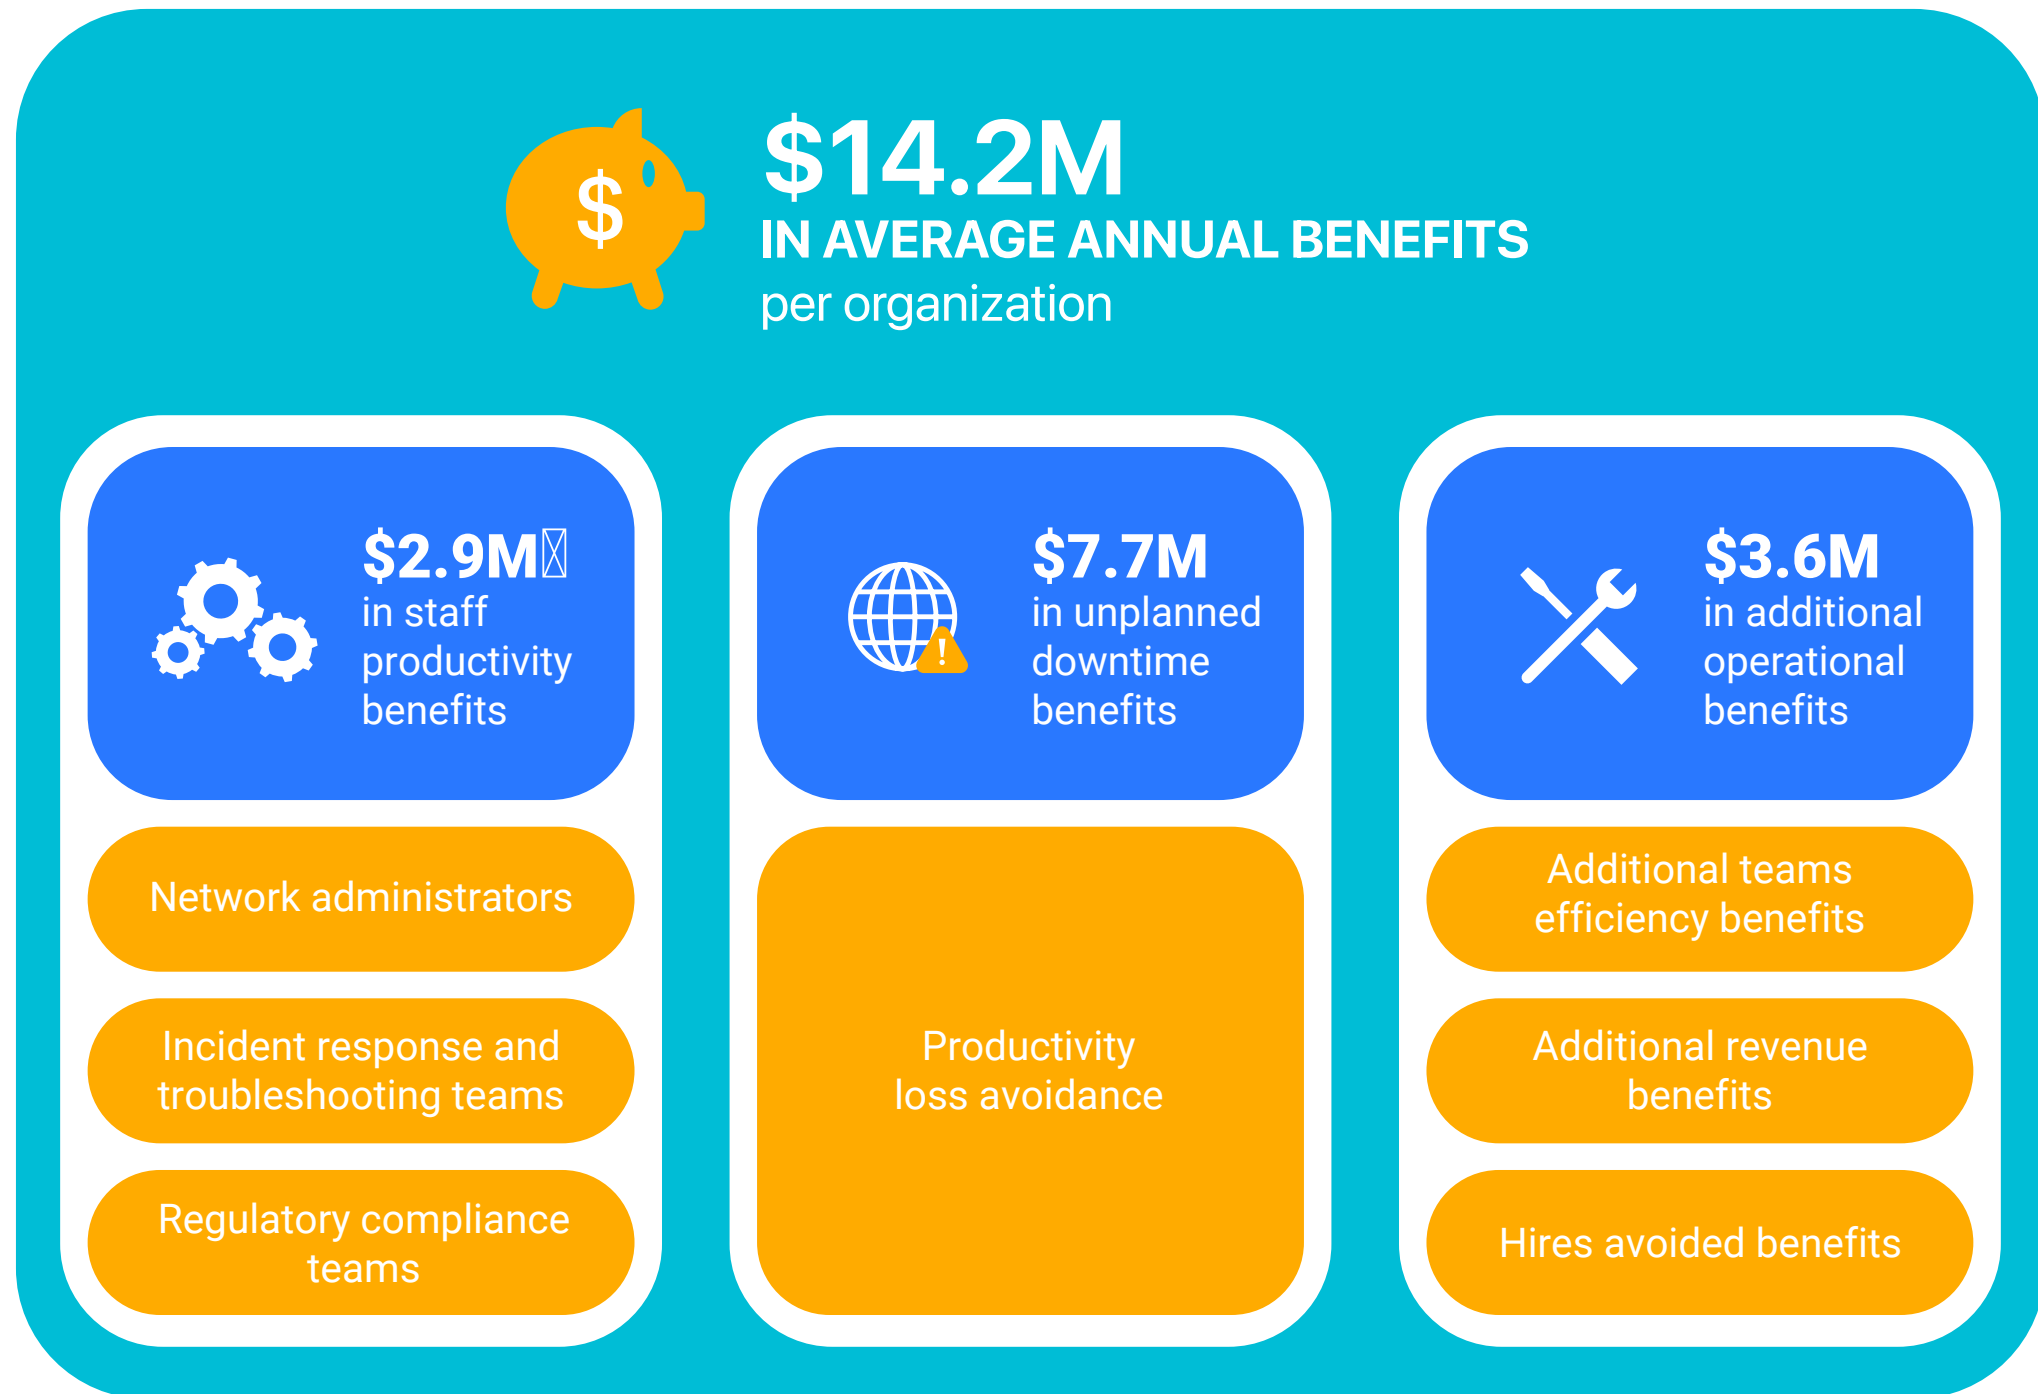 $
$14.2M
IN AVERAGE ANNUAL BENEFITS
per organization
$2.9M
in staff
productivity
benefits
$7.7M
in unplanned
downtime
benefits
!
$3.6M
in additional
operational
benefits
Network administrators
Incident response and
troubleshooting teams
Regulatory compliance
teams
Productivity
loss avoidance
Additional teams
efficiency benefits
Additional revenue
benefits
Hires avoided benefits